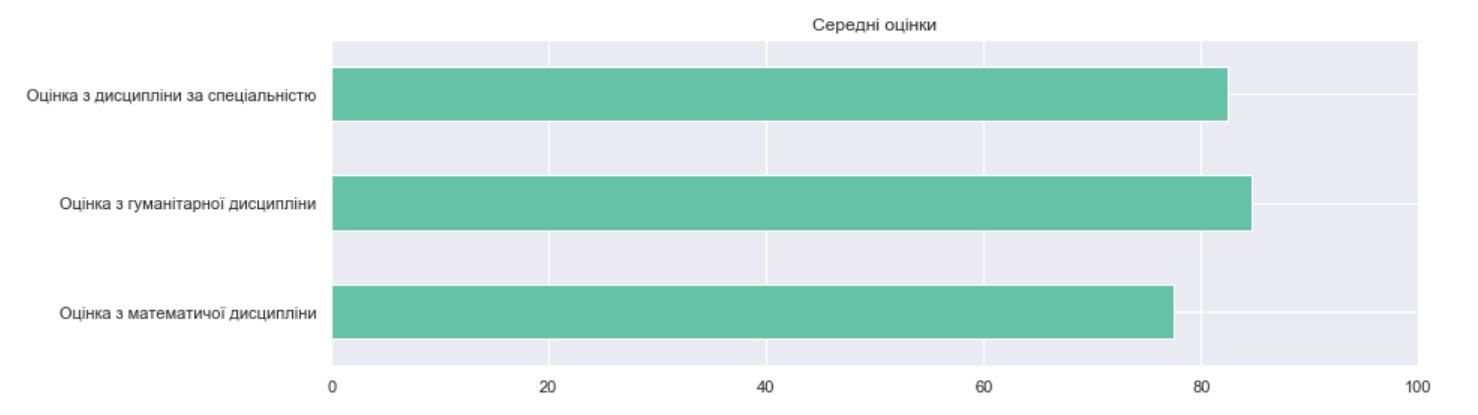 Середні оцінки
Оцінка з дисципліни за спеціальністю
Оцінка з гуманітарної дисципліни
Оцінка з математичої дисципліни
0 20 40 60 80 100